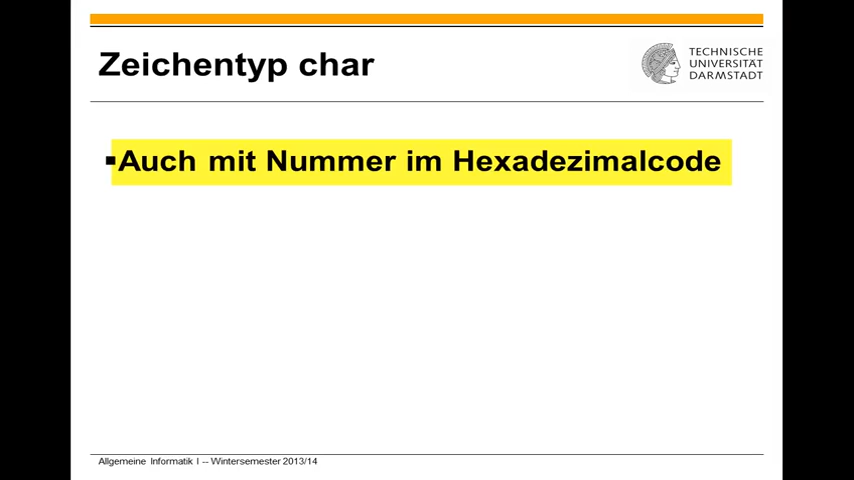 Zeichentyp char
TECHNISCHE
UNIVERSITÄT
DARMSTADT
▪Auch mit Nummer im Hexadezimalcode
Allgemeine Informatik I -- Wintersemester 2013/14